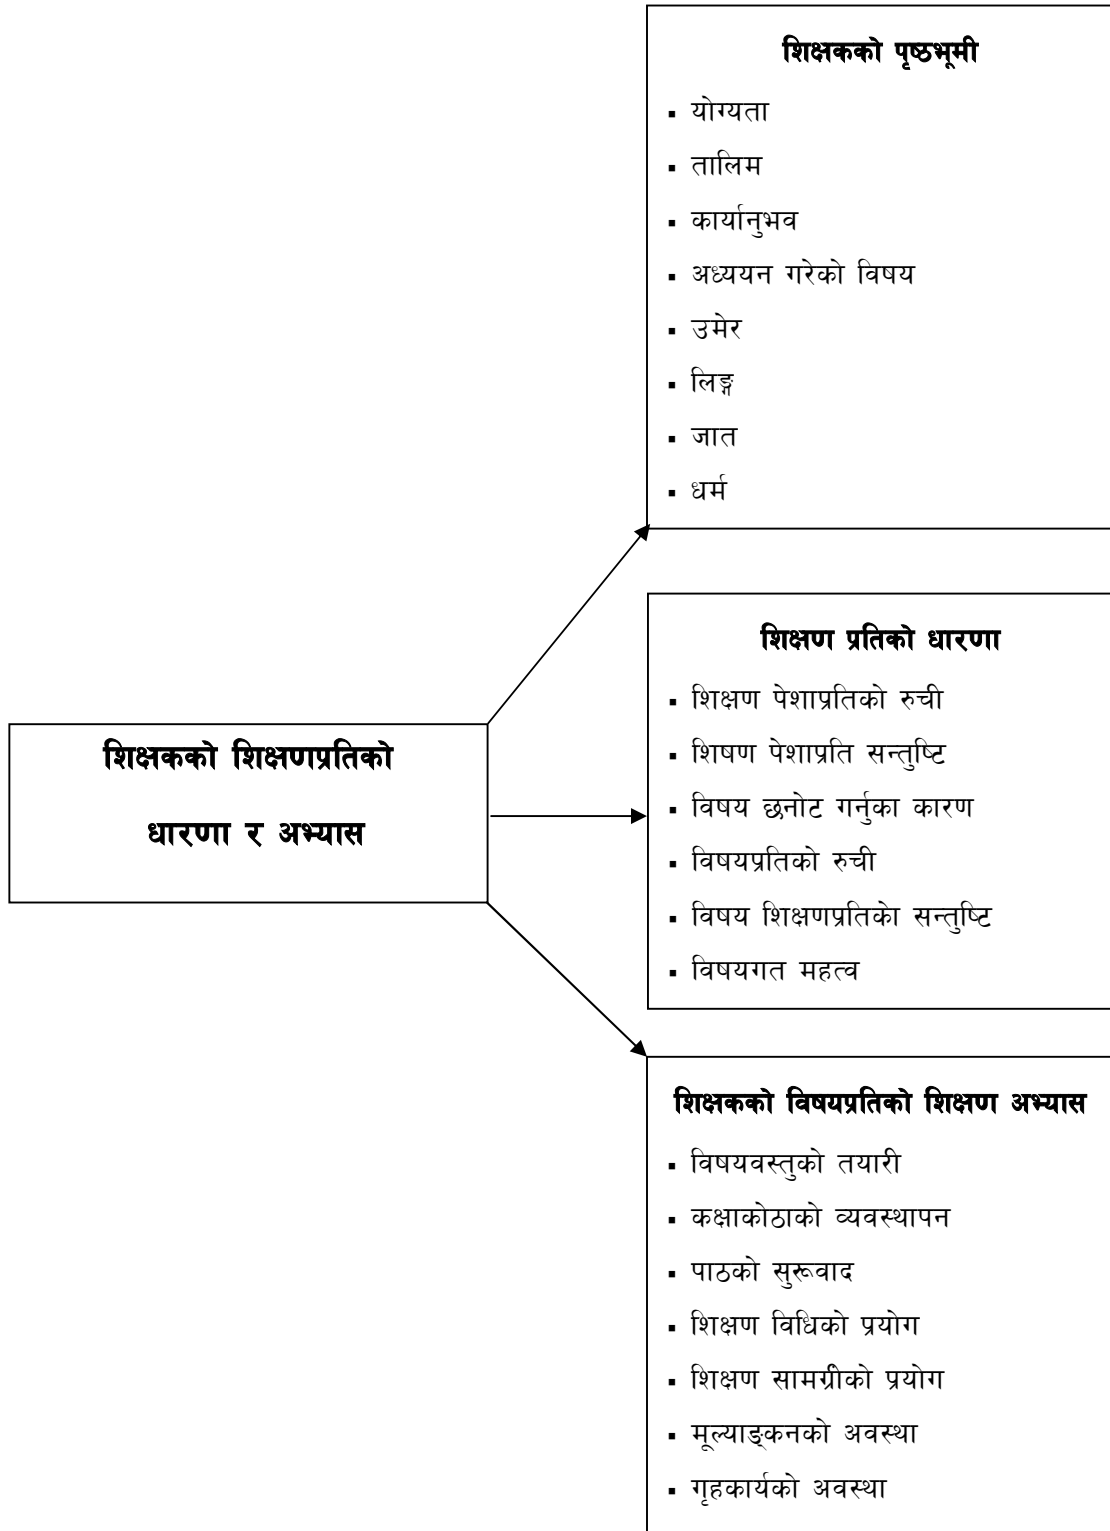 शिक्षकको पृष्ठभूमी
▪ योग्यता
▪ तालिम
▪ कार्यानुभव
▪ अध्ययन गरेको विषय
▪ उमेर
▪ लिङ्ग
▪ जात
▪ धर्म
शिक्षकको शिक्षणप्रतिको
धारणा र अभ्यास
शिक्षण प्रतिको धारणा
▪ शिक्षण पेशाप्रतिको रुची
▪ शिषण पेशाप्रति सन्तुष्टि
▪ विषय छनोट गर्नुका कारण
▪ विषयप्रतिको रुची
▪ विषय शिक्षणप्रतिको सन्तुष्टि
▪ विषयगत महत्व
शिक्षकको विषयप्रतिको शिक्षण अभ्यास
▪ विषयवस्तुको तयारी
▪ कक्षाकोठाको व्यवस्थापन
▪ पाठको सुरूवाद
▪ शिक्षण विधिको प्रयोग
▪ शिक्षण सामग्रीको प्रयोग
▪ मूल्याङ्कनको अवस्था
▪ गृहकार्यको अवस्था